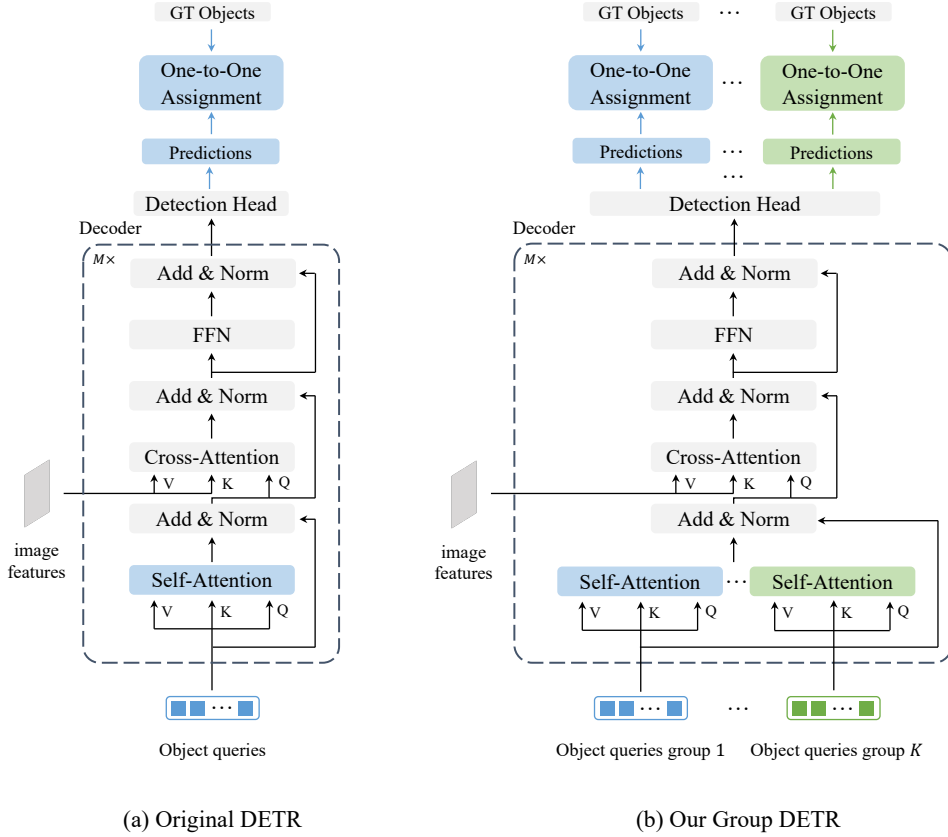 GT Objects
One-to-One
Assignment
Predictions
Detection Head
Decoder
M×
Add & Norm
FFN
Add & Norm
Cross-Attention
V
K
Q
Add & Norm
image
features
Self-Attention
V
K
Q
...
Object queries
(a) Original DETR
GT Objects ... GT Objects
One-to-One
Assignment
...
One-to-One
Assignment
Predictions ... Predictions
...
Detection Head
Decoder
M×
Add & Norm
FFN
Add & Norm
Cross-Attention
V
K
Q
Add & Norm
image
features
Self-Attention ... Self-Attention
V
K
Q
V
K
Q
... ... ...
Object queries group 1
Object queries group K
(b) Our Group DETR